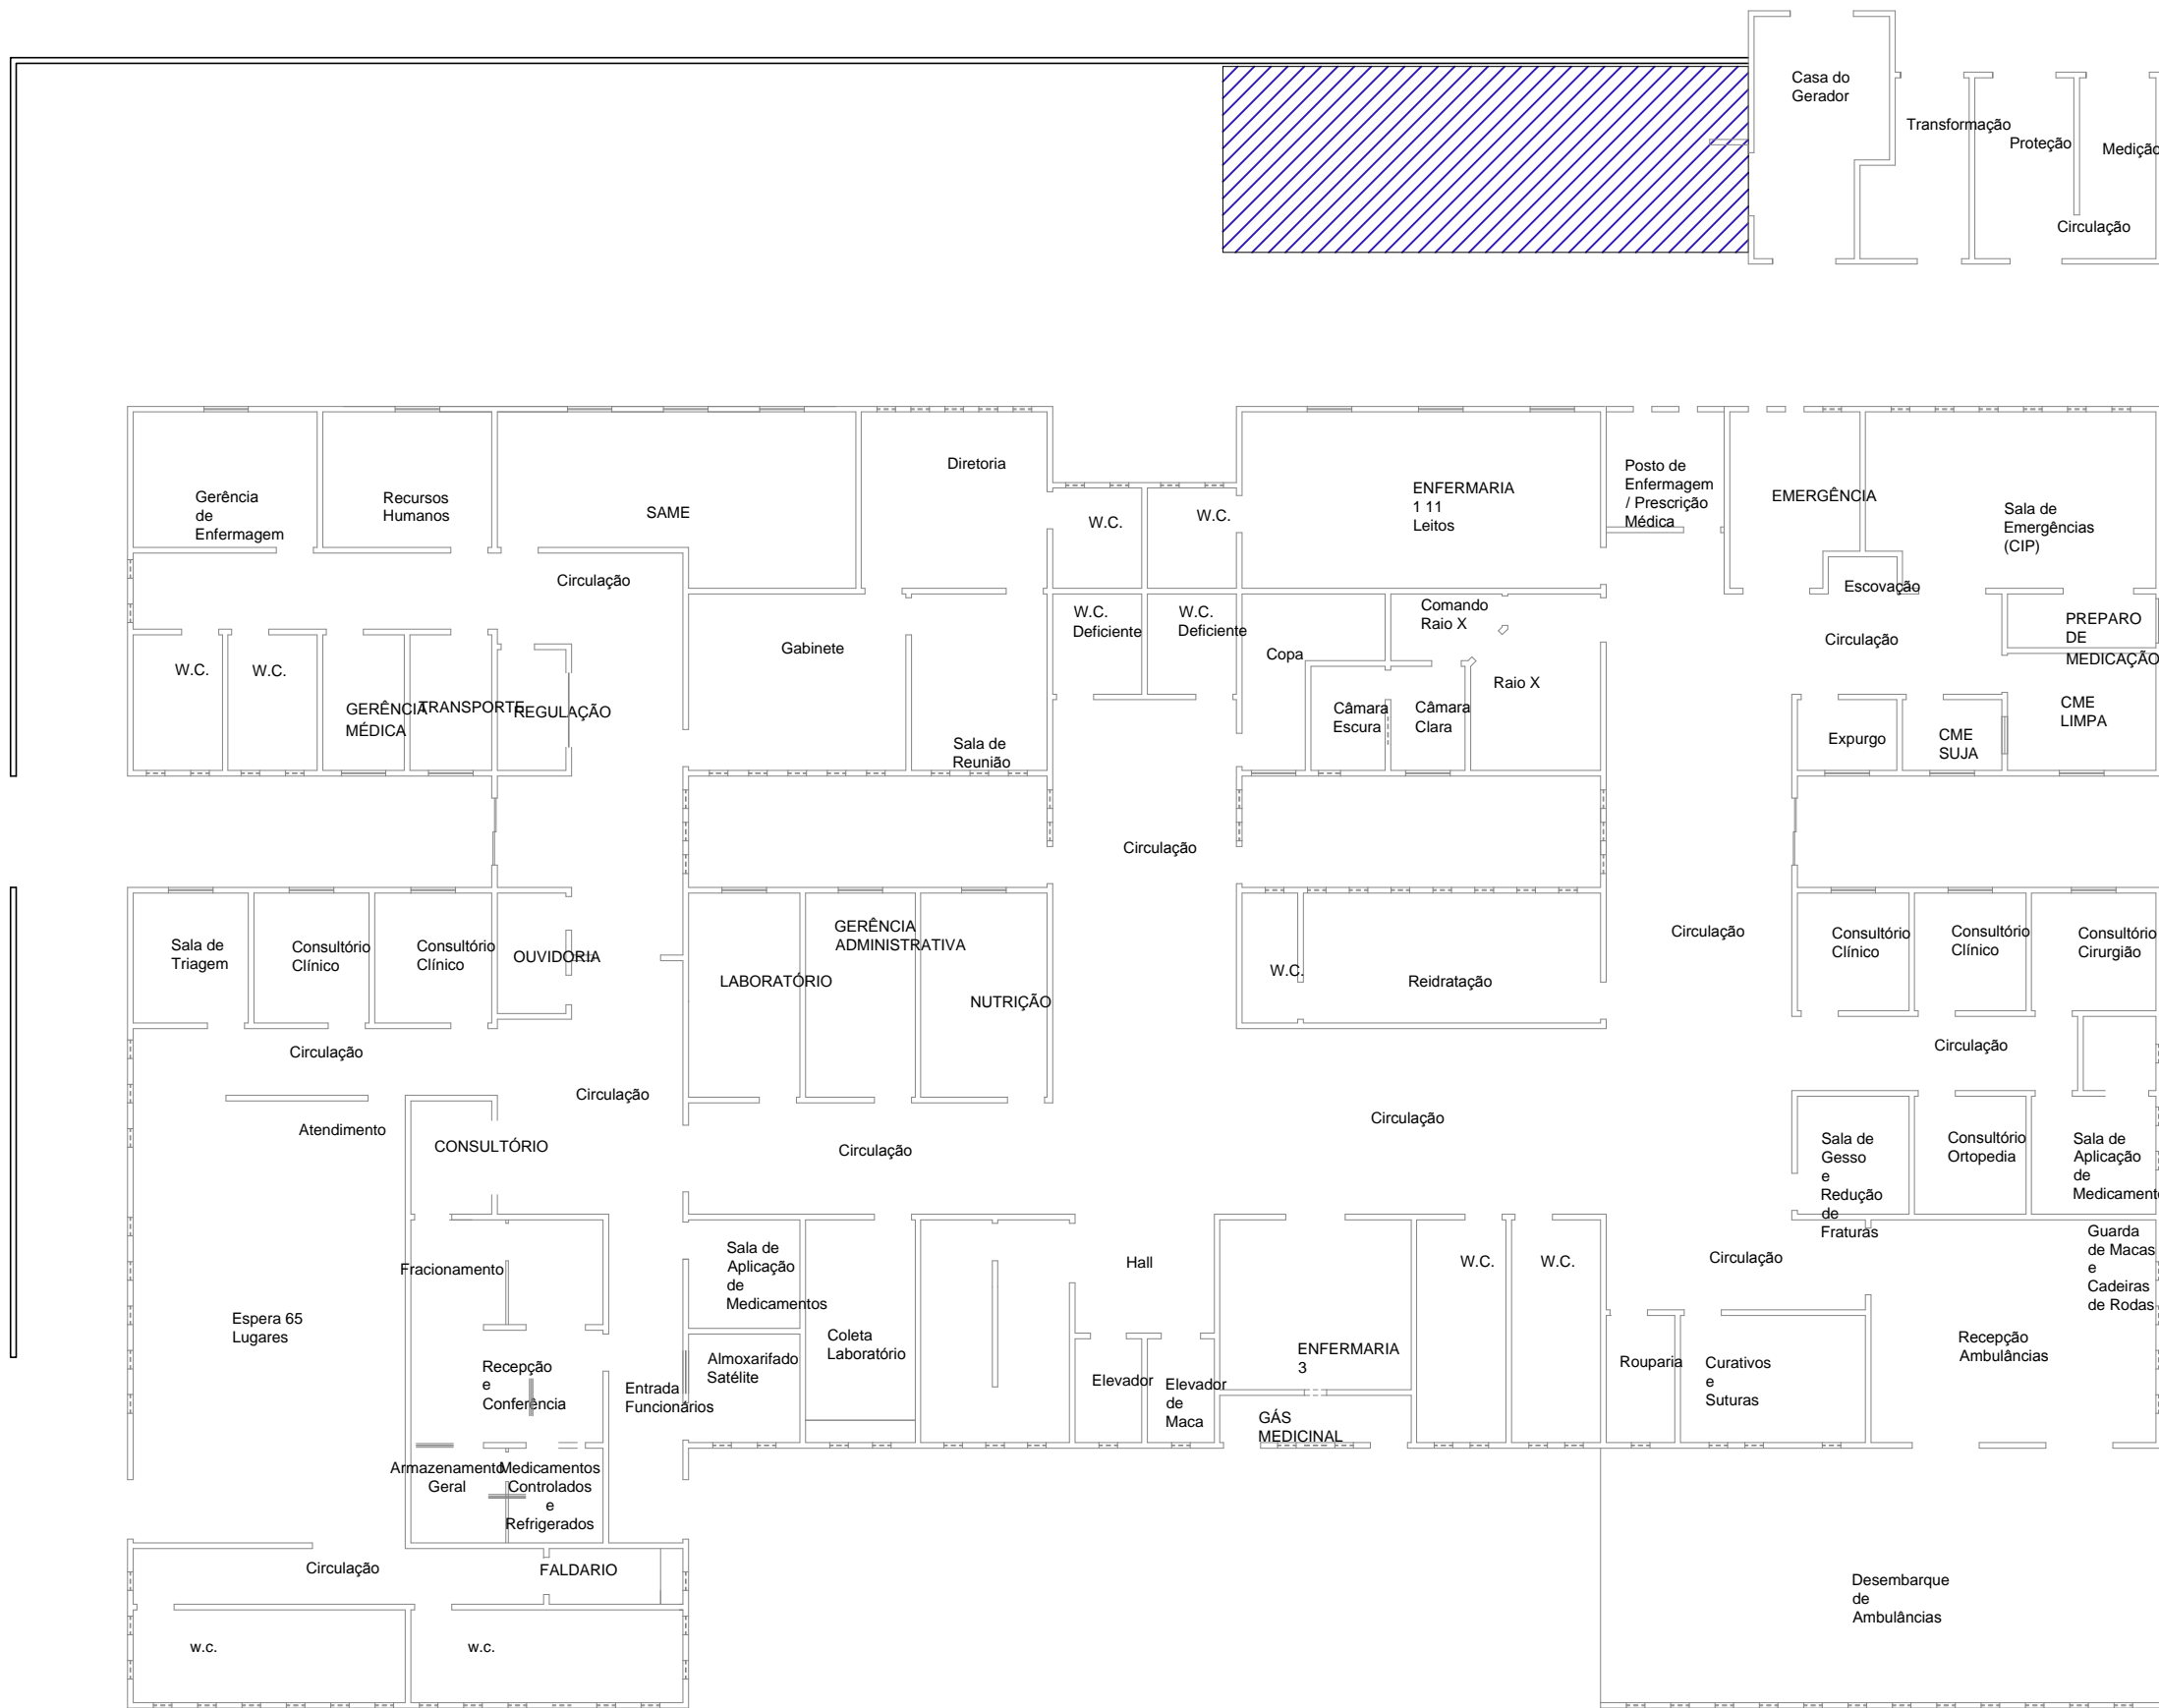 Casa do
Gerador
Transformação
Proteção
Medição
Circulação
Gerência
de
Enfermagem
Recursos
Humanos
SAME
Diretoria
W.C.
W.C.
ENFERMARIA
1 11
Leitos
Posto de
Enfermagem
/ Prescrição
Médica
EMERGÊNCIA
Sala de
Emergências
(CIP)
Circulação
Escovação
W.C.
W.C.
GERÊNCIA
MÉDICA
TRANSPORTE
REGULAÇÃO
Gabinete
Sala de
Reunião
W.C.
Deficiente
W.C.
Deficiente
Copa
Comando
Raio X
Raio X
Câmara
Escura
Câmara
Clara
Circulação
PREPARO
DE
MEDICAÇÃO
Expurgo
CME
SUJA
CME
LIMPA
Circulação
Sala de
Triagem
Consultório
Clínico
Consultório
Clínico
OUVIDORIA
LABORATÓRIO
GERÊNCIA
ADMINISTRATIVA
NUTRIÇÃO
W.C.
Reidratação
Circulação
Consultório
Clínico
Consultório
Clínico
Consultório
Cirurgião
Circulação
Circulação
Circulação
Atendimento
CONSULTÓRIO
Circulação
Circulação
Sala de
Gesso
e
Redução
de
Fraturas
Consultório
Ortopedia
Sala de
Aplicação
de
Fracionamento
Sala de
Aplicação
de
Medicamentos
Hall
W.C.
W.C.
Circulação
Guarda
de Macas
e
Cadeiras
de Rodas
Espera 65
Lugares
Recepção
e
Conferência
Entrada
Funcionários
Almoxarifado
Satélite
Coleta
Laboratório
Elevador
Elevador
de
Maca
ENFERMARIA
3
GÁS
MEDICINAL
Rouparia
Curativos
e
Suturas
Recepção
Ambulâncias
Armazenamento
Geral
Medicamentos
Controlados
e
Refrigerados
Circulação
FALDARIO
Desembarque
de
Ambulâncias
w.c.
w.c.